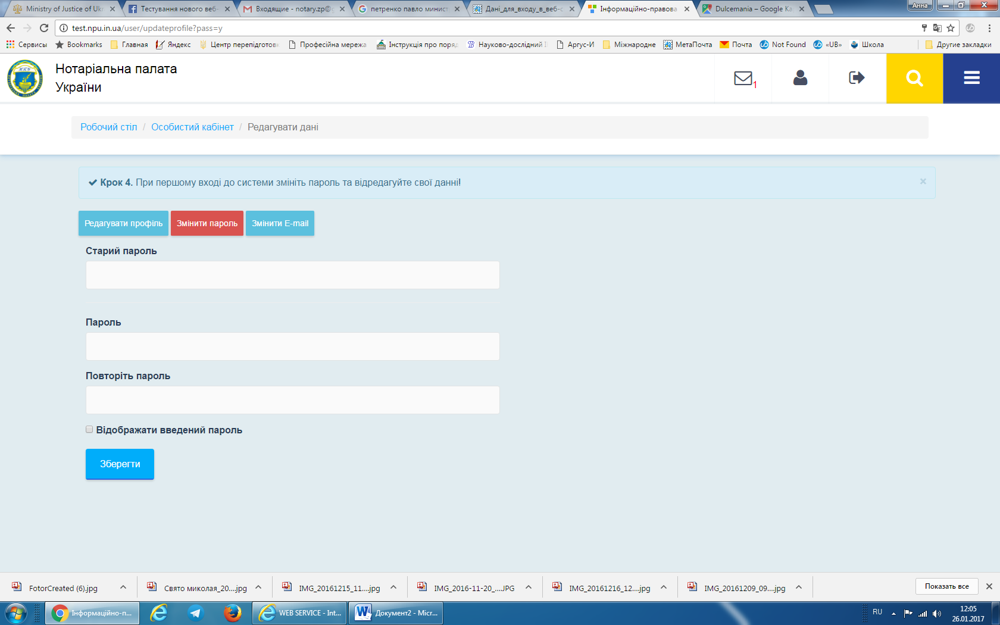 Ministry of Justice of Ukr
Тестування нового веб-
Входящие - notary.zp@g
петренко павло минист
Дані_для_входу_в_веб-с
Інформаційно-правова
Dulcemania – Google Ка
Анна
test.npu.in.ua/user/updateprofile?pass=y
Сервисы
Bookmarks
Главная
Яндекс
Центр перепідготовк
Професійна мережа
Інструкція про поряд
Науково-дослідний І
Аргус-И
Міжнародне
МетаПочта
Почта
Not Found
«UB»
Школа
Другие закладки
Нотаріальна палата
України
1
Робочий стіл / Особистий кабінет / Редагувати дані
Крок 4. При першому вході до системи змініть пароль та відредагуйте свої данні!
Редагувати профіль
Змінити пароль
Змінити E-mail
Старий пароль
Пароль
Повторіть пароль
Відображати введений пароль
Зберегти
FotorCreated (6).jpg
Свято миколая_20....jpg
IMG_20161215_11....jpg
IMG_2016-11-20_....JPG
IMG_20161216_12....jpg
IMG_20161209_09....jpg
Показать все
Інформаційно-п...
WEB SERVICE - Int...
Документ2 - Micr...
RU
12:05
26.01.2017